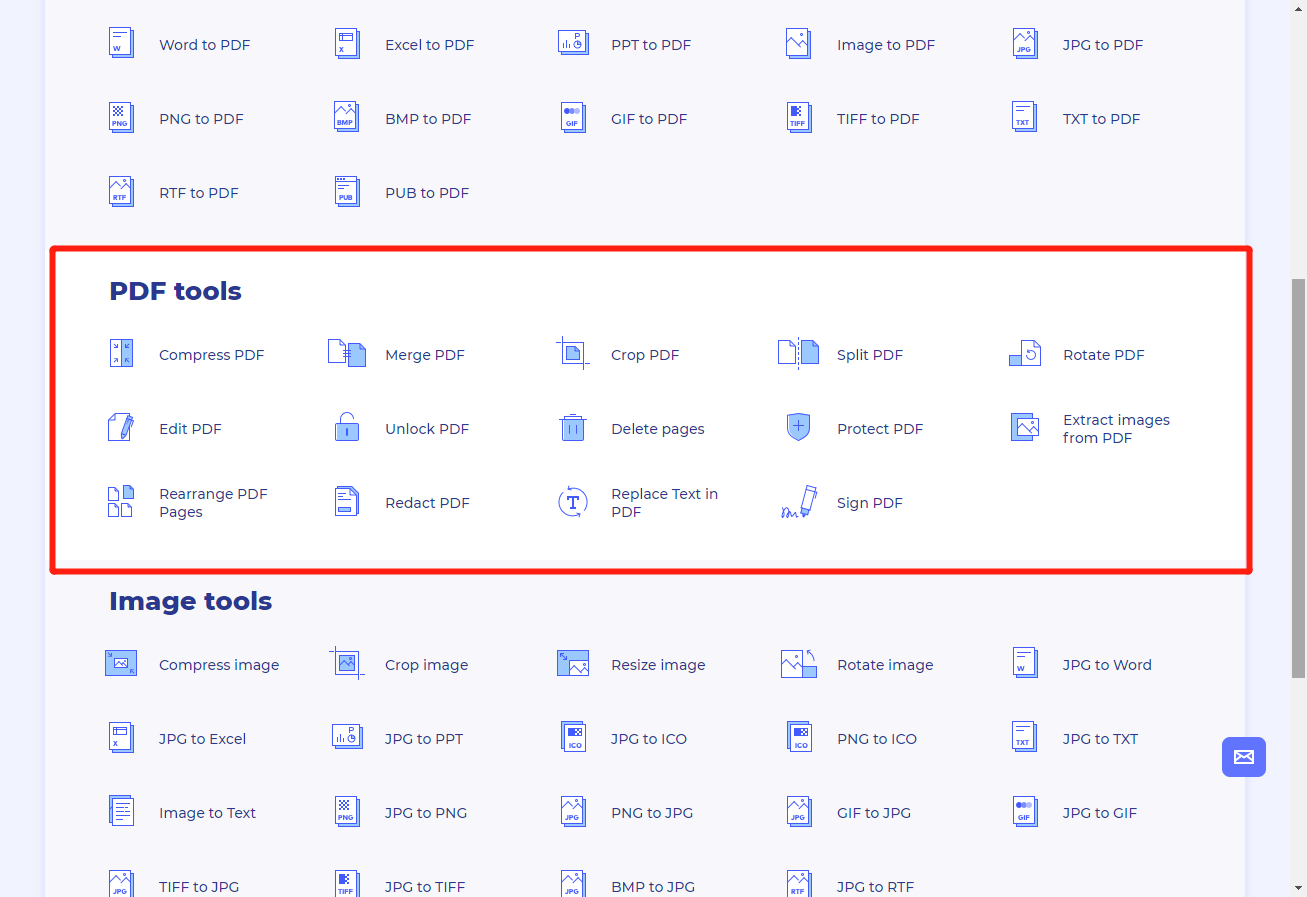 Word to PDF
Excel to PDF
PPT to PDF
Image to PDF
JPG to PDF
PNG to PDF
BMP to PDF
GIF to PDF
TIFF to PDF
TXT to PDF
RTF to PDF
PUB to PDF
PDF tools
Compress PDF
Merge PDF
Crop PDF
Split PDF
Rotate PDF
Edit PDF
Unlock PDF
Delete pages
Protect PDF
Extract images
from PDF
Rearrange PDF
Pages
Redact PDF
Replace Text in
PDF
Sign PDF
Image tools
Compress image
Crop image
Resize image
Rotate image
JPG to Word
JPG to Excel
JPG to PPT
JPG to ICO
PNG to ICO
JPG to TXT
Image to Text
JPG to PNG
PNG to JPG
GIF to JPG
JPG to GIF
TIFF to JPG
JPG to TIFF
BMP to JPG
JPG to RTF